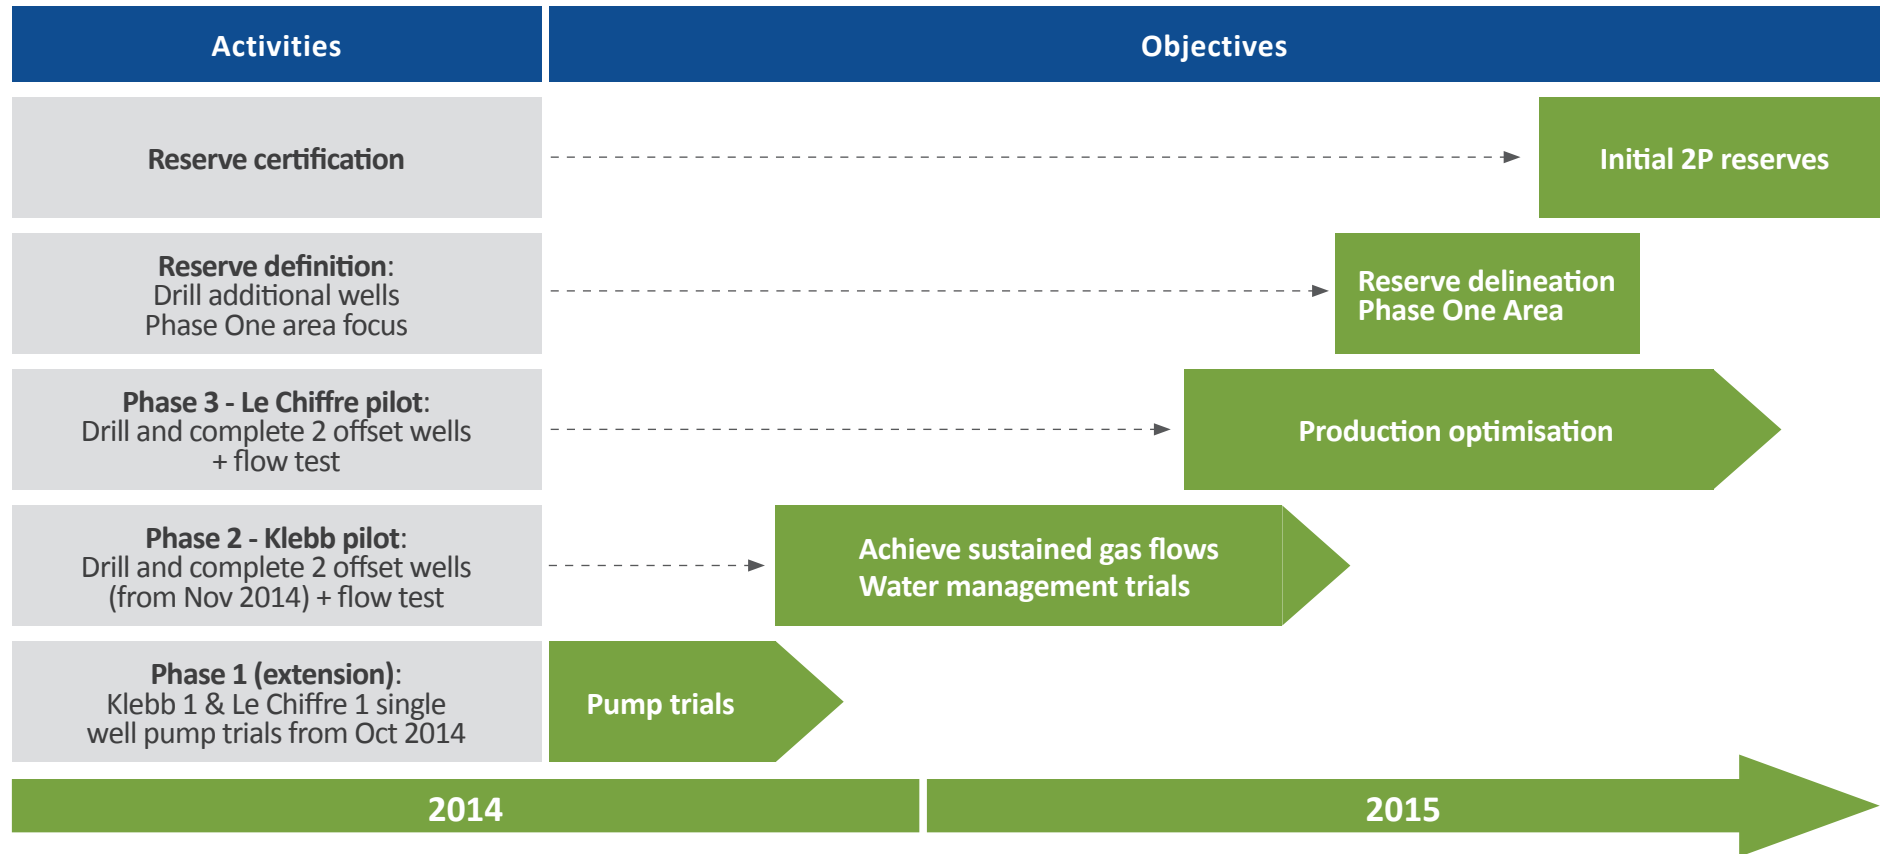 Activities
Objectives
Reserve certification
Initial 2P reserves
Reserve definition:
Drill additional wells
Phase One area focus
Reserve delineation
Phase One Area
Phase 3 - Le Chiffre pilot:
Drill and complete 2 offset wells
+ flow test
Production optimisation
Phase 2 - Klebb pilot:
Drill and complete 2 offset wells
(from Nov 2014) + flow test
Achieve sustained gas flows
Water management trials
Phase 1 (extension):
Klebb 1 & Le Chiffre 1 single
well pump trials from Oct 2014
Pump trials
2014
2015